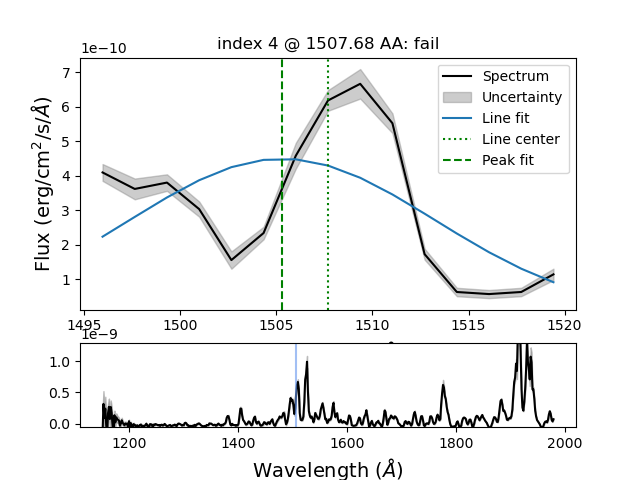 index 4 @ 1507.68 AA: fail
1e−10
7
6
5
4
3
2
1
Flux (erg/cm²/s/Å)
Spectrum
Uncertainty
Line fit
Line center
Peak fit
1495 1500 1505 1510 1515 1520
1e−9
1.0
0.5
0.0
1200 1400 1600 1800 2000
Wavelength (Å)